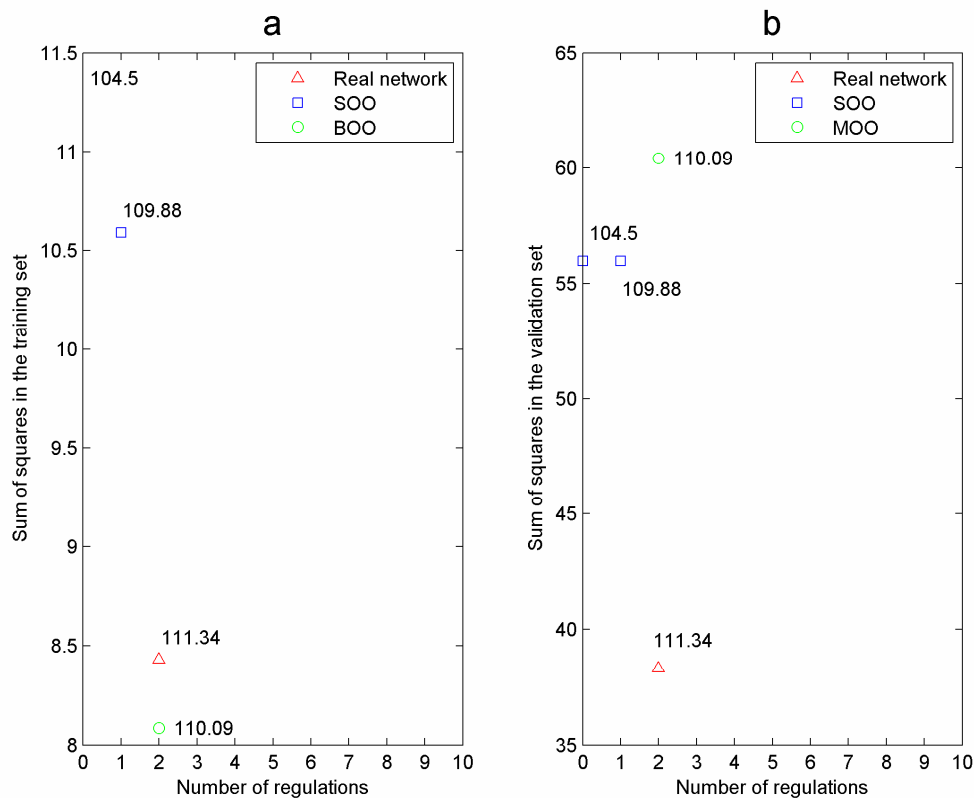 a
11.5
11
10.5
10
9.5
9
8.5
8
0 1 2 3 4 5 6 7 8 9 10
Sum of squares in the training set
Number of regulations
Real network
SOO
BOO
104.5
109.88
111.34
110.09
b
65
60
55
50
45
40
35
0 1 2 3 4 5 6 7 8 9 10
Sum of squares in the validation set
Number of regulations
Real network
SOO
MOO
110.09
104.5
109.88
111.34